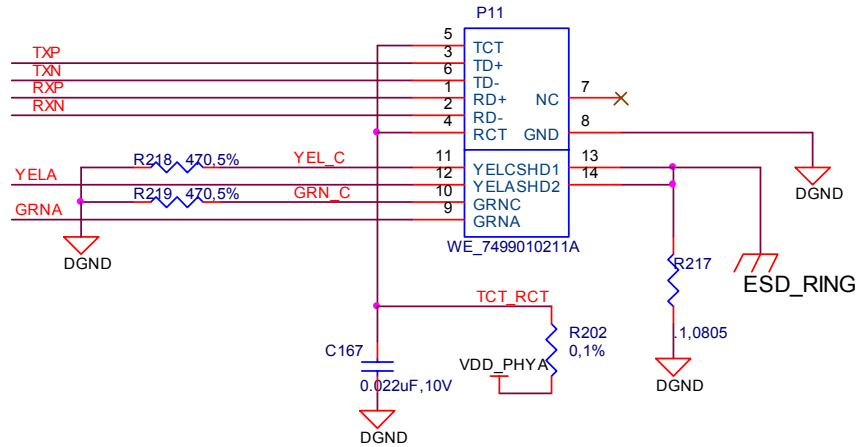 P11
5 TCT
TXP 3 TD+
TXN 6 TD-
RXP 1 RD+ NC 7
RXN 2 RD-
4 RCT GND 8
R218 470,5% YEL_C 11 YELCSHD1 13
YELA 12 YELASHD2 14
R219 470,5% GRN_C 10 GRNC
GRNA 9 GRNA
DGND
DGND
WE_7499010211A
R217
ESD_RING
TCT_RCT
.1,0805
R202
0,1%
C167
VDD_PHYA
0.022uF,10V
DGND
DGND